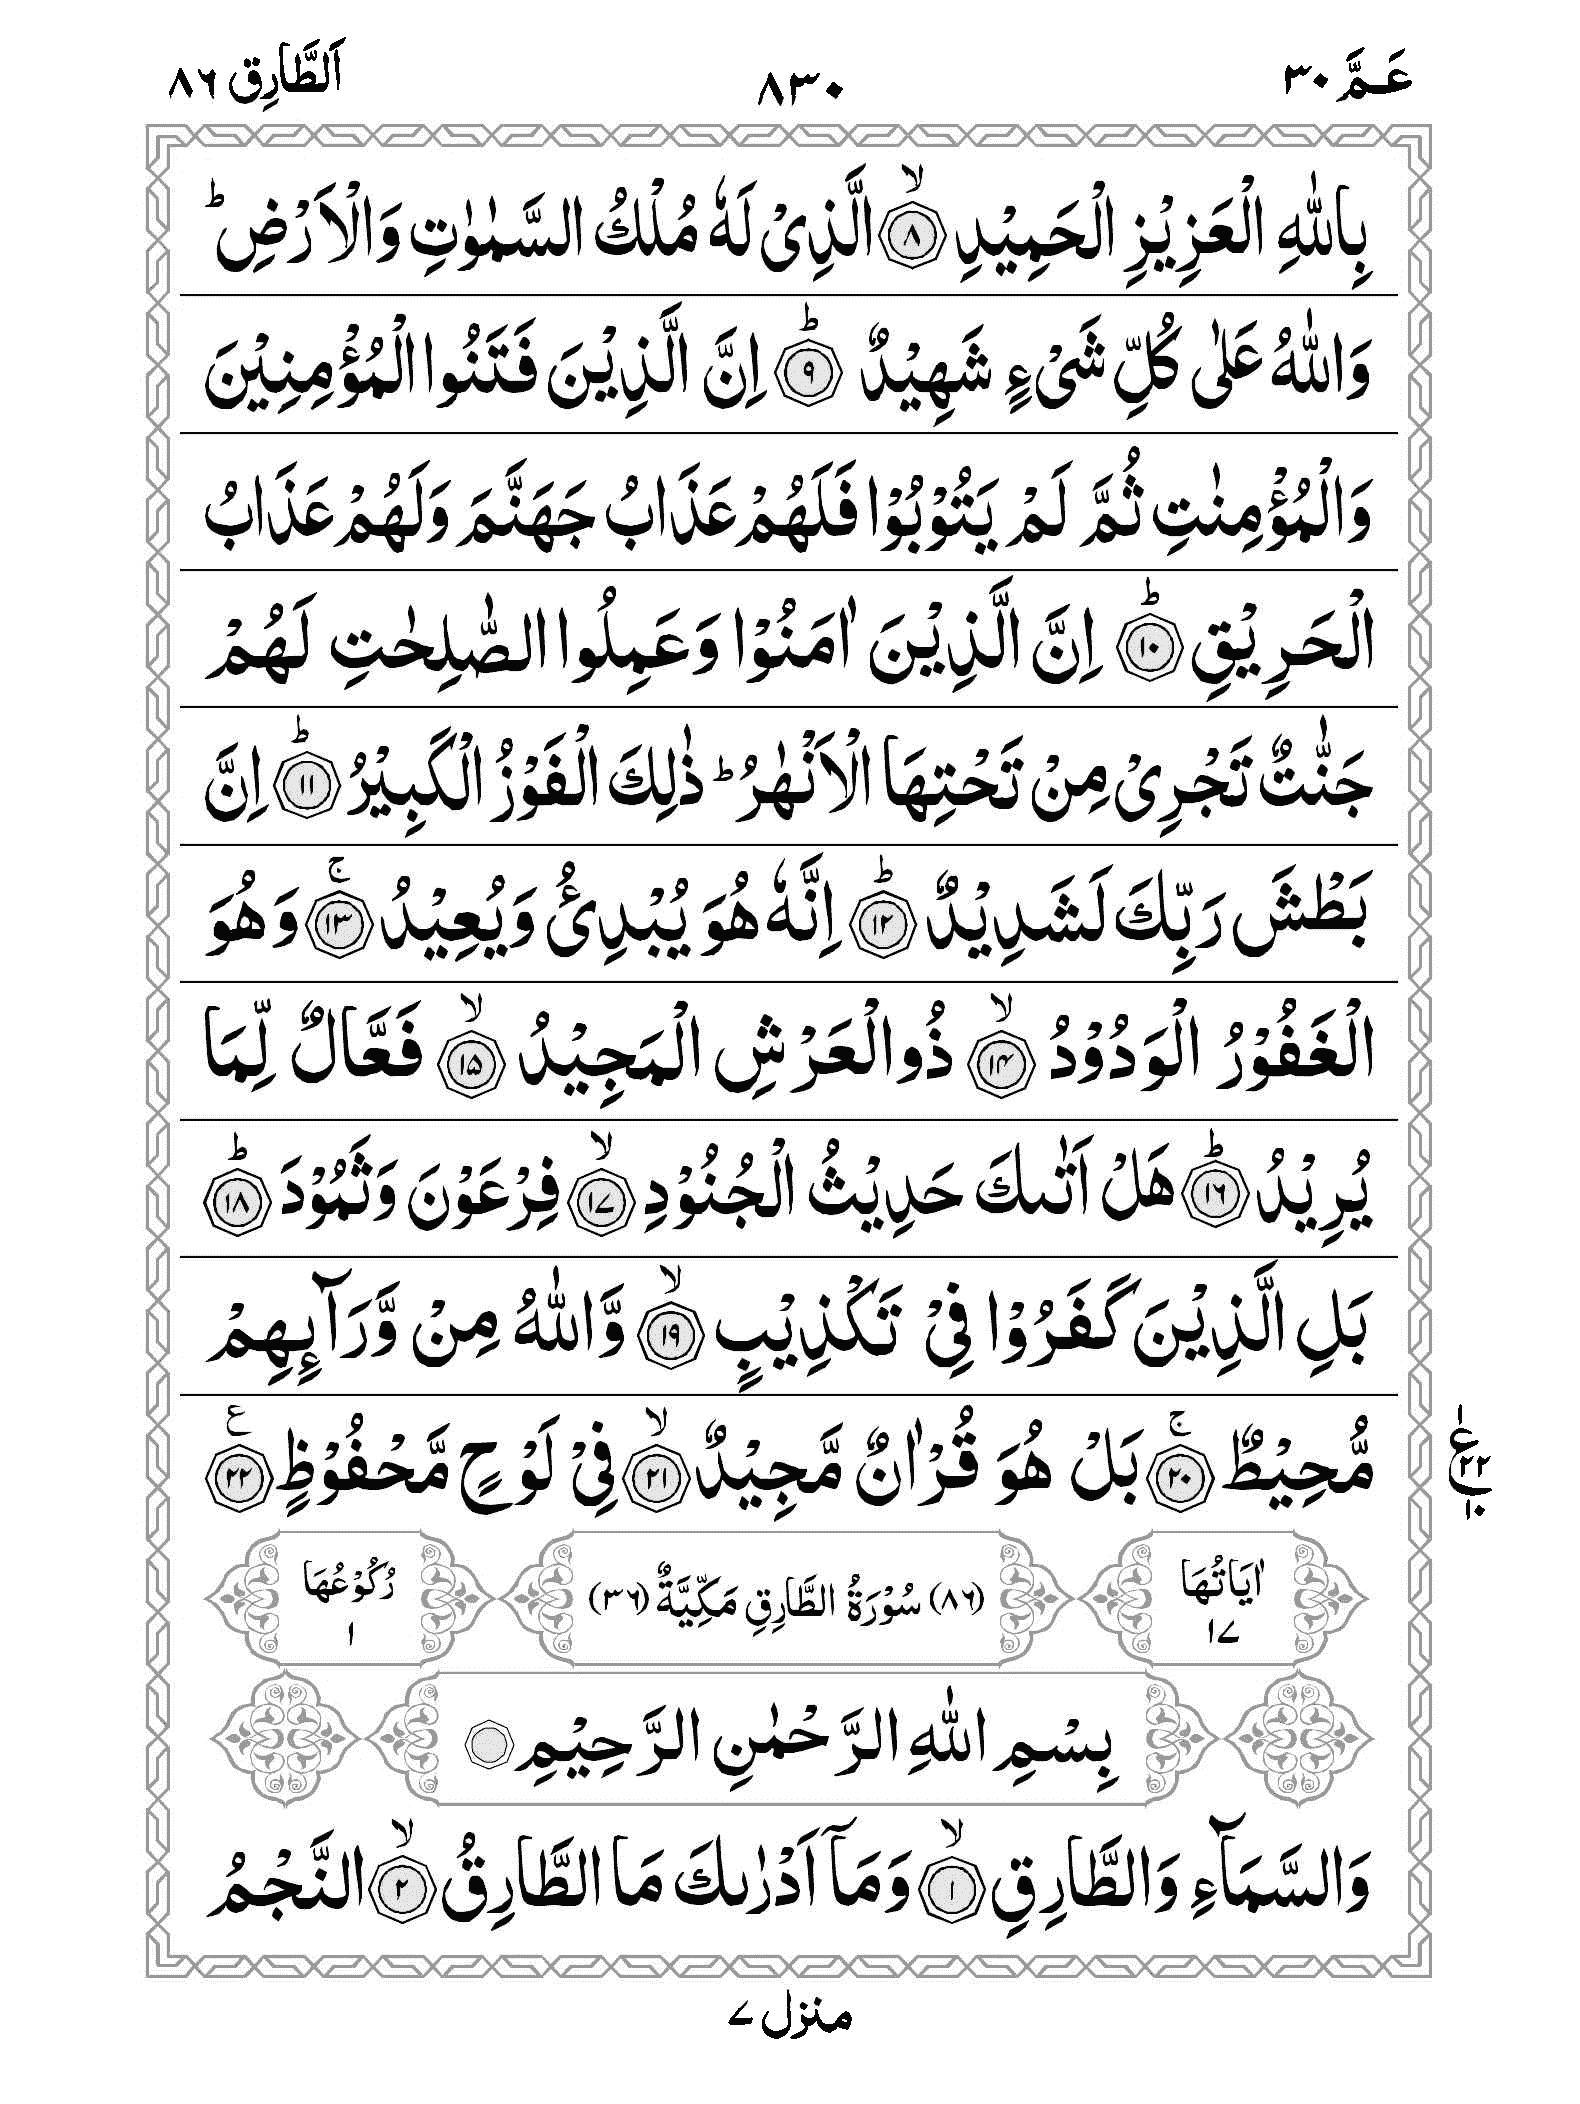 عَـمَّ ٣٠
٨٣٠
اَلطَّارِق ٨٦
بِاللّٰهِ الْعَزِيْزِ الْحَمِيْدِ ۙ﴿٨﴾ الَّذِىْ لَهٗ مُلْكُ السَّمٰوٰتِ وَالْاَرْضِ ؕ
وَاللّٰهُ عَلٰى كُلِّ شَىْءٍ شَهِيْدٌ ؕ﴿٩﴾ اِنَّ الَّذِيْنَ فَتَنُوا الْمُؤْمِنِيْنَ
وَالْمُؤْمِنٰتِ ثُمَّ لَمْ يَتُوْبُوْا فَلَهُمْ عَذَابُ جَهَنَّمَ وَلَهُمْ عَذَابُ
الْحَرِيْقِ ؕ﴿١٠﴾ اِنَّ الَّذِيْنَ اٰمَنُوْا وَعَمِلُوا الصّٰلِحٰتِ لَهُمْ
جَنّٰتٌ تَجْرِىْ مِنْ تَحْتِهَا الْاَنْهٰرُ ؕ ذٰلِكَ الْفَوْزُ الْكَبِيْرُ ؕ﴿١١﴾ اِنَّ
بَطْشَ رَبِّكَ لَشَدِيْدٌ ؕ﴿١٢﴾ اِنَّهٗ هُوَ يُبْدِئُ وَيُعِيْدُ ۚ﴿١٣﴾ وَهُوَ
الْغَفُوْرُ الْوَدُوْدُ ۙ﴿١٤﴾ ذُوالْعَرْشِ الْمَجِيْدُ ۙ﴿١٥﴾ فَعَّالٌ لِّمَا
يُرِيْدُ ؕ﴿١٦﴾ هَلْ اَتٰىكَ حَدِيْثُ الْجُنُوْدِ ۙ﴿١٧﴾ فِرْعَوْنَ وَثَمُوْدَ ؕ﴿١٨﴾
بَلِ الَّذِيْنَ كَفَرُوْا فِىْ تَكْذِيْبٍ ۙ﴿١٩﴾ وَّاللّٰهُ مِنْ وَّرَآئِهِمْ
مُّحِيْطٌ ۚ﴿٢٠﴾ بَلْ هُوَ قُرْاٰنٌ مَّجِيْدٌ ۙ﴿٢١﴾ فِىْ لَوْحٍ مَّحْفُوْظٍ ﴿٢٢﴾ ع
١
ع ٢٢
١٠
اٰيَاتُهَا ١٧
(٨٦) سُوْرَةُ الطَّارِقِ مَكِّيَّةٌ (٣٦)
رُكُوْعُهَا ١
بِسْمِ اللّٰهِ الرَّحْمٰنِ الرَّحِيْمِ
وَالسَّمَآءِ وَالطَّارِقِ ۙ﴿١﴾ وَمَآ اَدْرٰىكَ مَا الطَّارِقُ ۙ﴿٢﴾ النَّجْمُ
منزل ٧